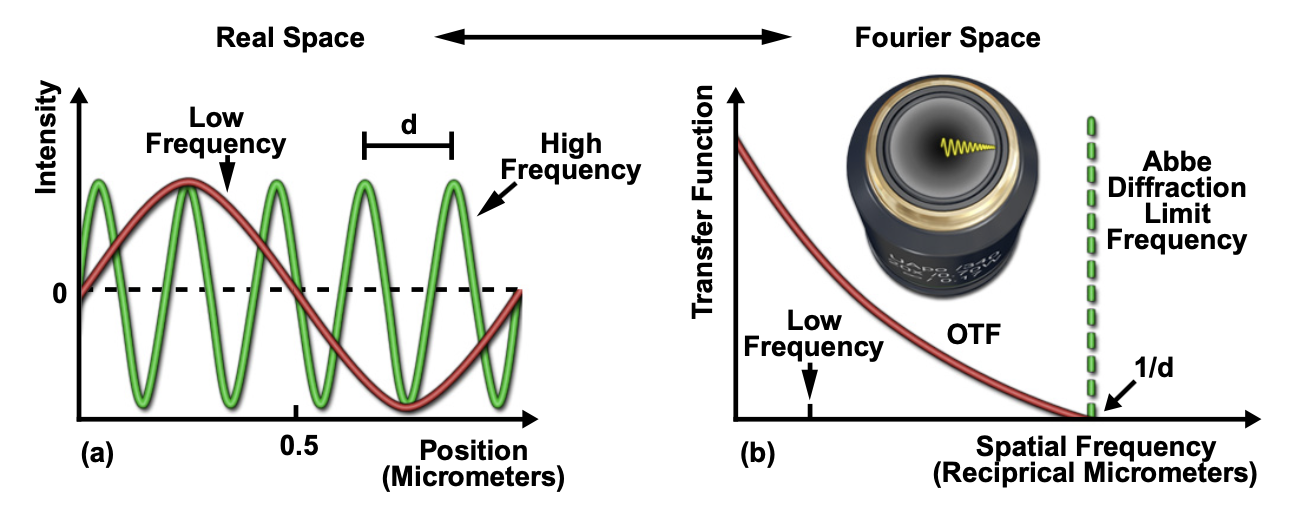 Real Space
Fourier Space
Intensity
Low
Frequency
d
High
Frequency
0
0.5
(a)
Position
(Micrometers)
Transfer Function
Low
Frequency
OTF
Abbe
Diffraction
Limit
Frequency
1/d
(b)
Spatial Frequency
(Reciprical Micrometers)